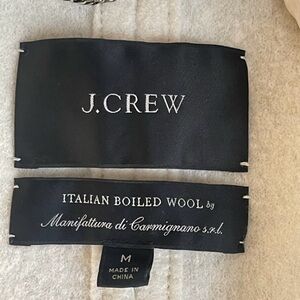 J.CREW
ITALIAN BOILED WOOL by
Manifattura di Carmignano s.r.l.
M
MADE IN
CHINA